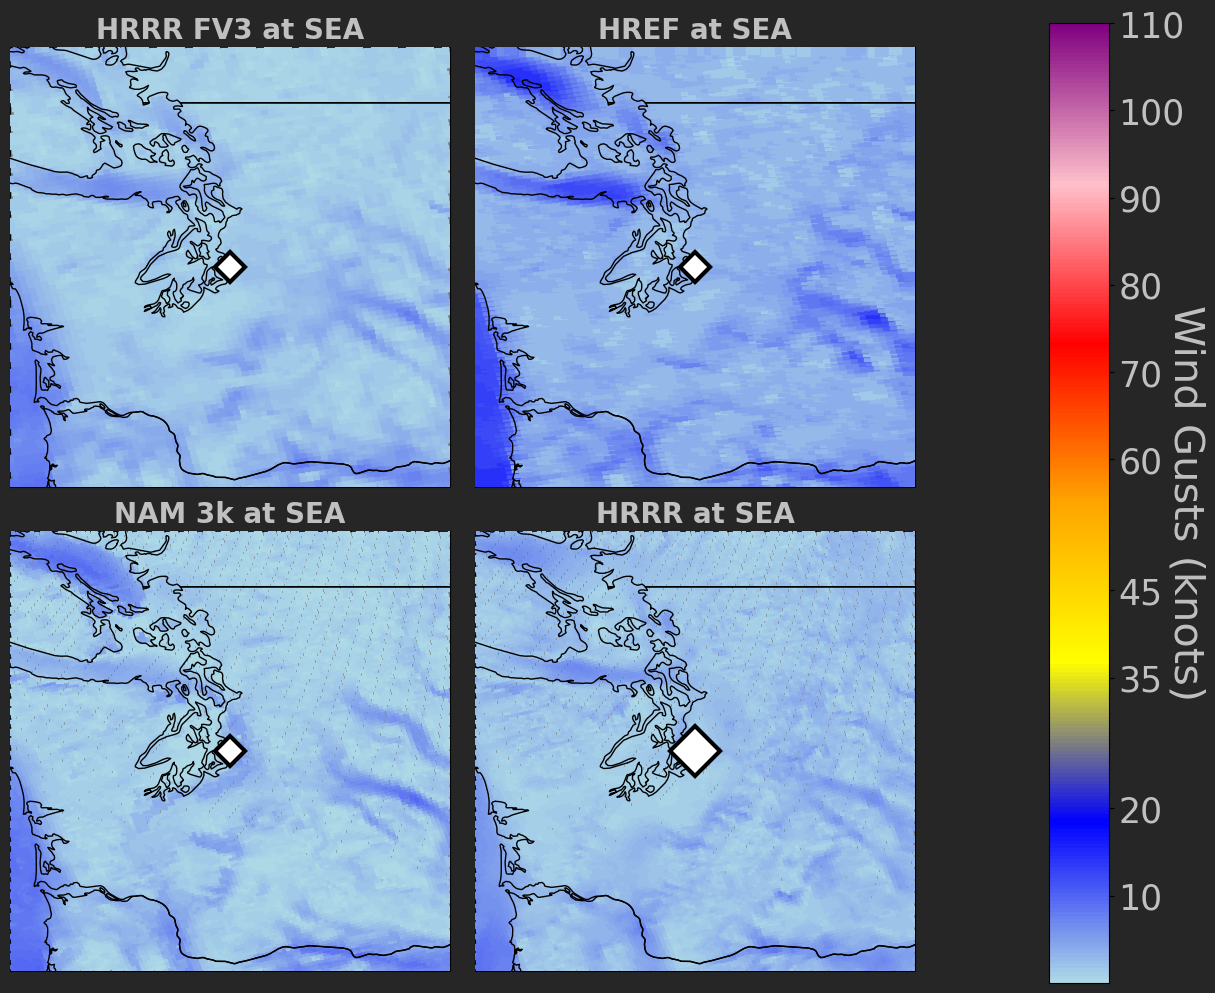 HRRR FV3 at SEA
HREF at SEA
NAM 3k at SEA
HRRR at SEA
110
100
90
80
70
60
45
35
20
10
Wind Gusts (knots)